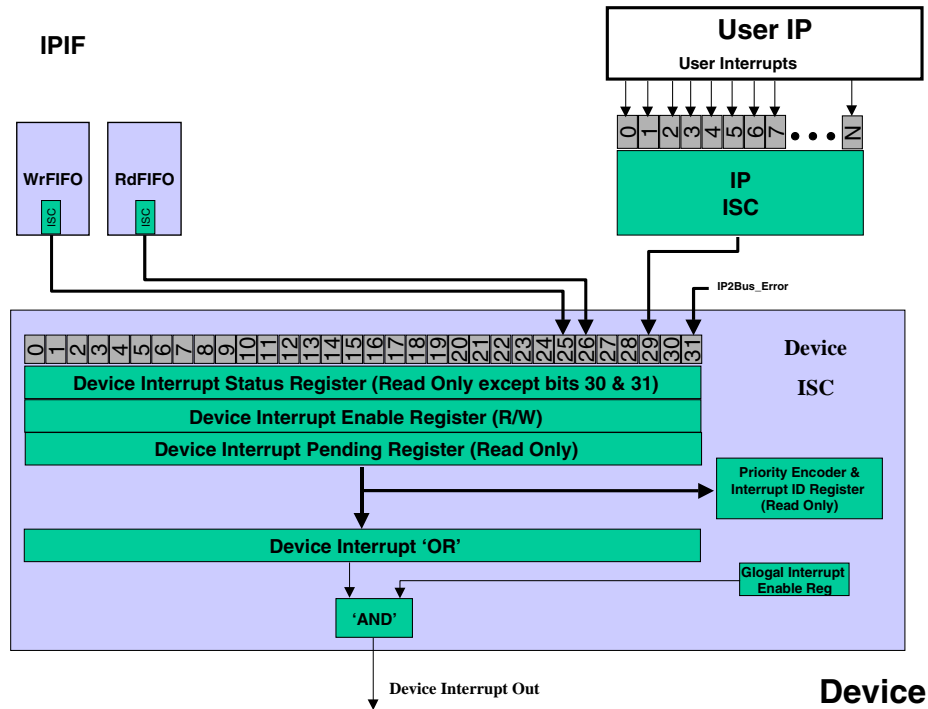 IPIF
User IP
User Interrupts
0 1 2 3 4 5 6 7 • • • N
WrFIFO
RdFIFO
ISC
ISC
IP
ISC
IP2Bus_Error
0 1 2 3 4 5 6 7 8 9 10 11 12 13 14 15 16 17 18 19 20 21 22 23 24 25 26 27 28 29 30 31
Device
ISC
Device Interrupt Status Register (Read Only except bits 30 & 31)
Device Interrupt Enable Register (R/W)
Device Interrupt Pending Register (Read Only)
Priority Encoder &
Interrupt ID Register
(Read Only)
Device Interrupt ‘OR’
Glogal Interrupt
Enable Reg
‘AND’
Device Interrupt Out
Device